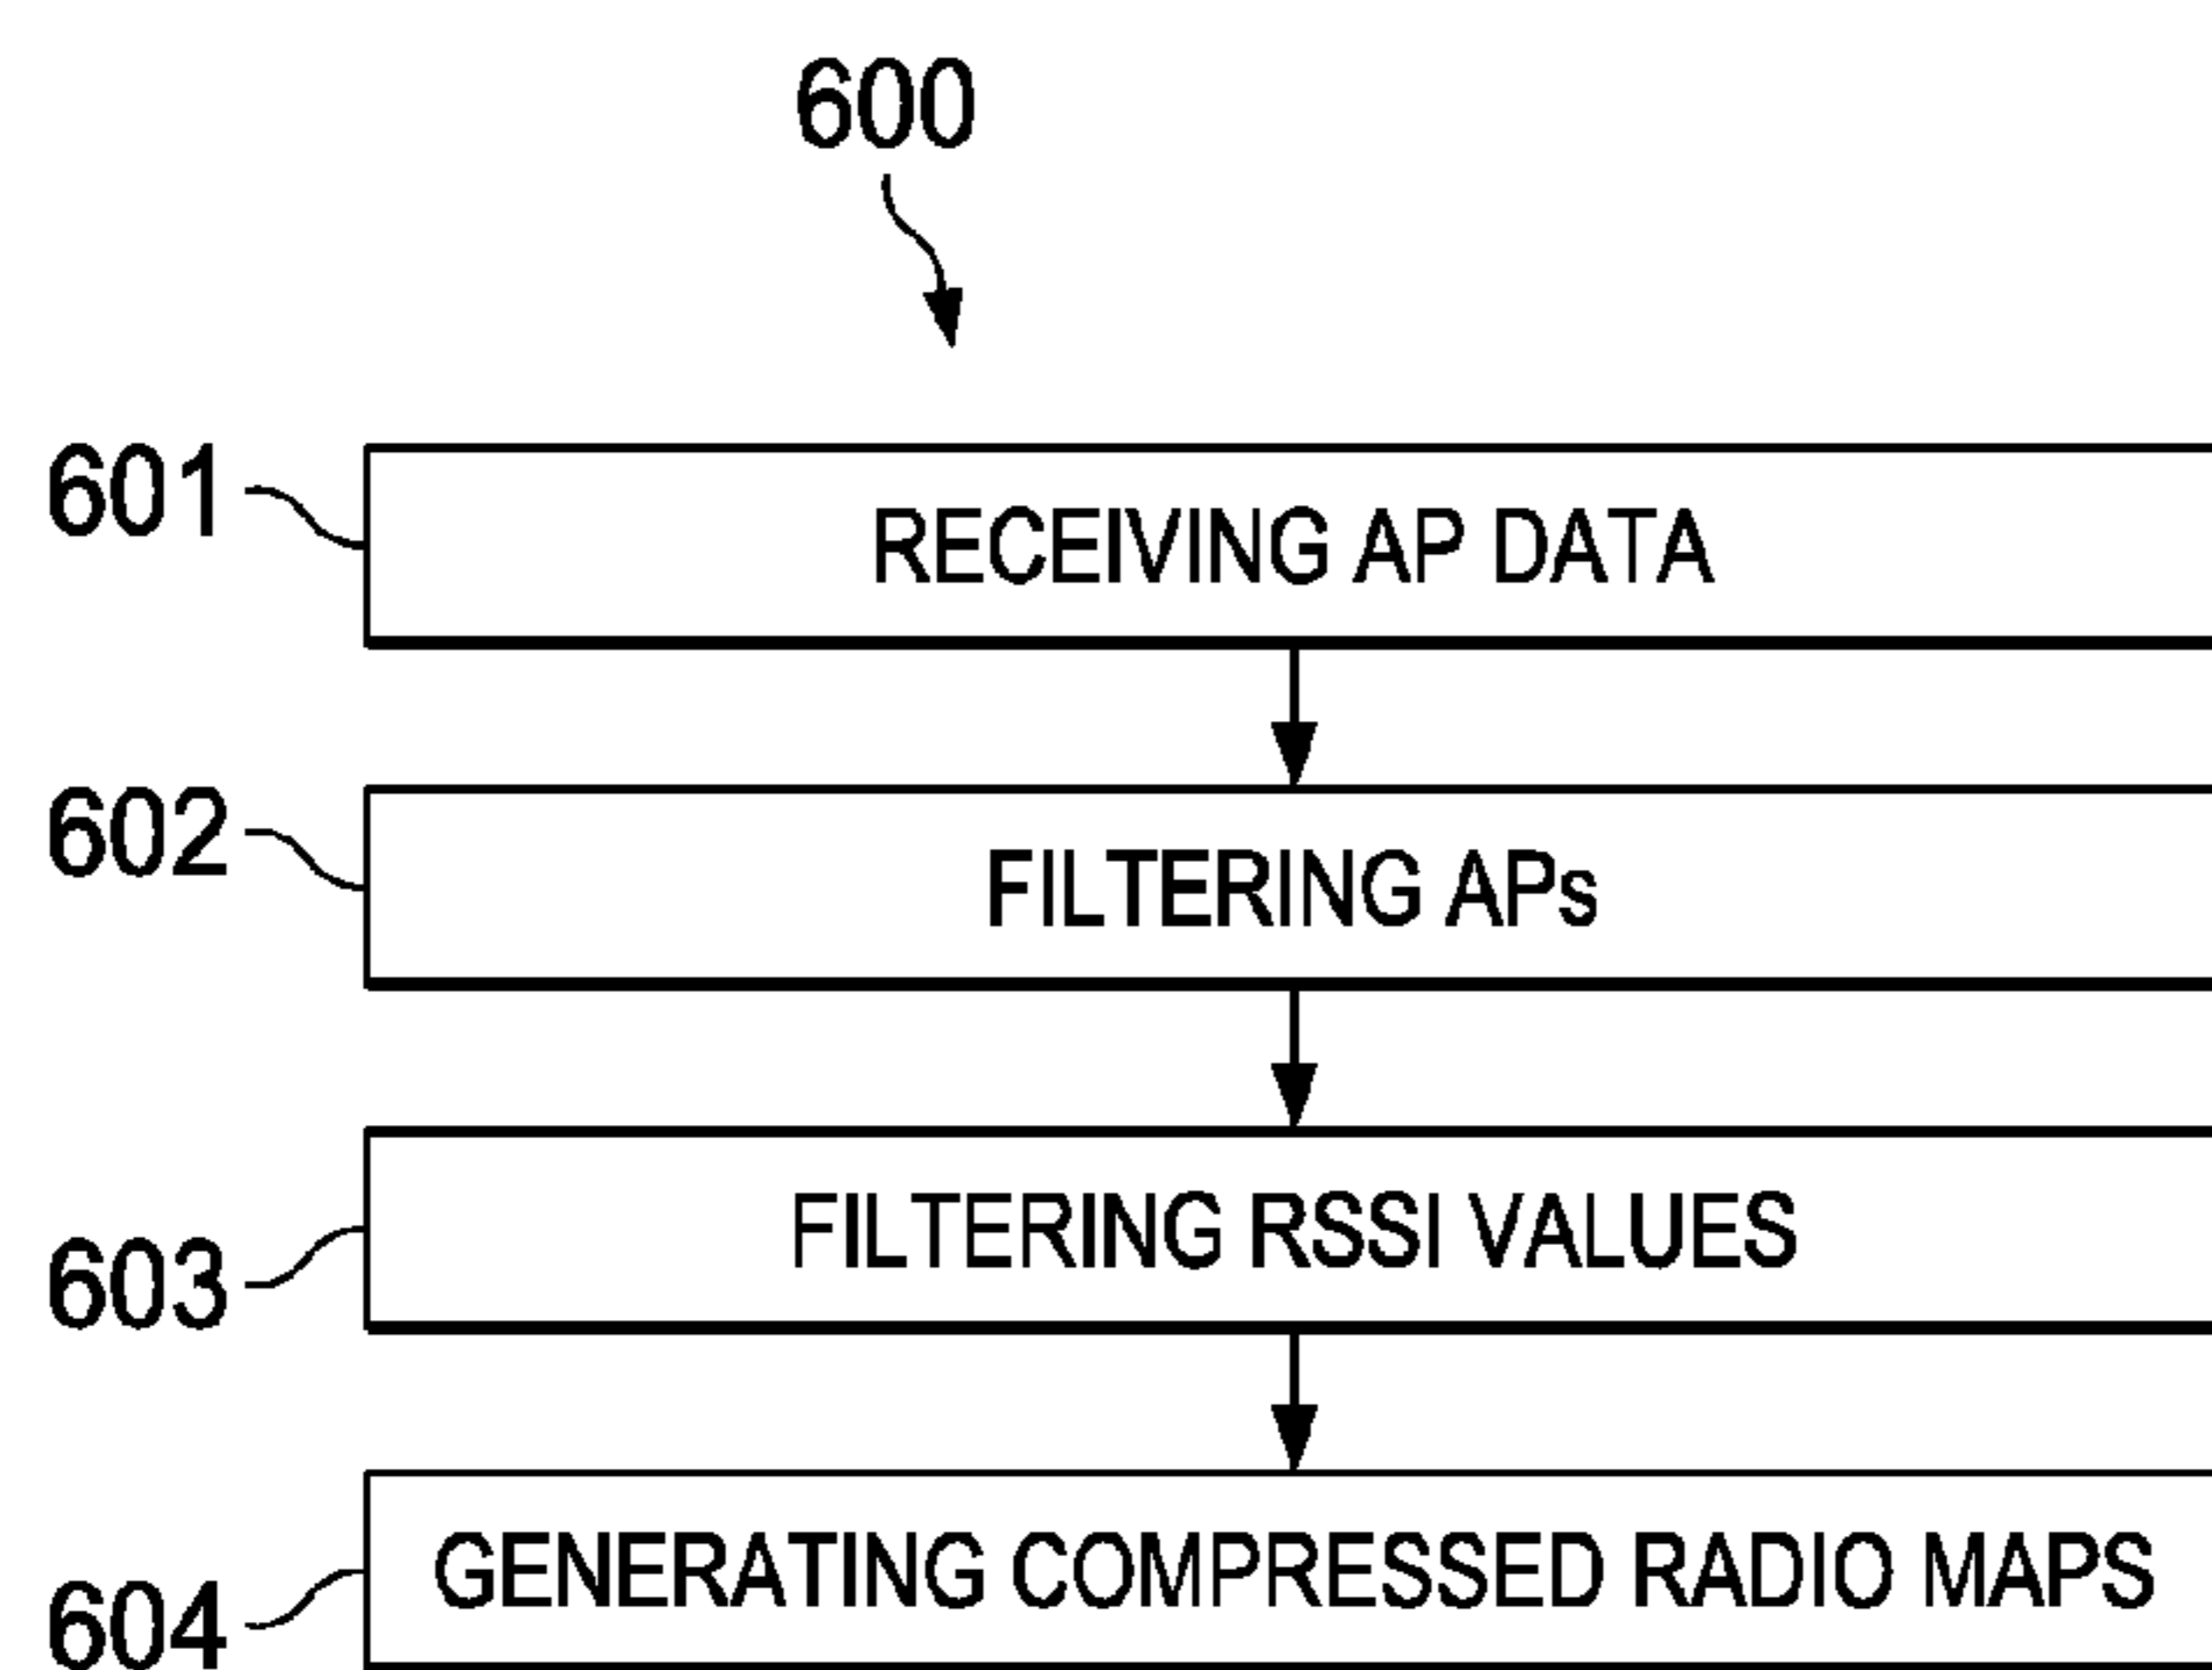 600
601
RECEIVING AP DATA
602
FILTERING APs
FILTERING RSSI VALUES
603
GENERATING COMPRESSED RADIO MAPS
604